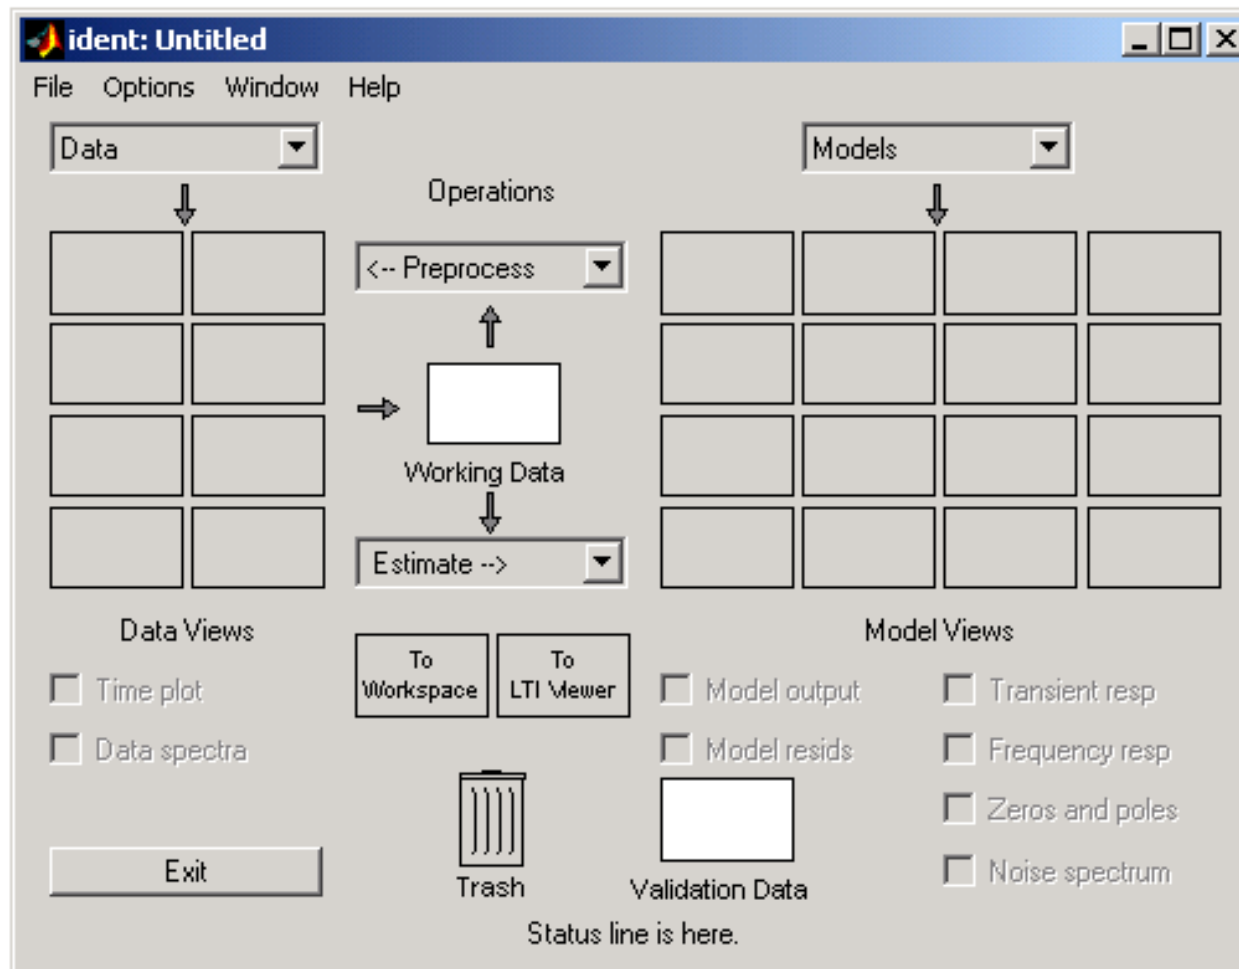 ident: Untitled
File Options Window Help
Data
Models
Operations
<-- Preprocess
Working Data
Estimate -->
Data Views
Model Views
To Workspace
To LTI Viewer
Time plot
Data spectra
Model output
Transient resp
Model resids
Frequency resp
Zeros and poles
Noise spectrum
Exit
Trash
Validation Data
Status line is here.